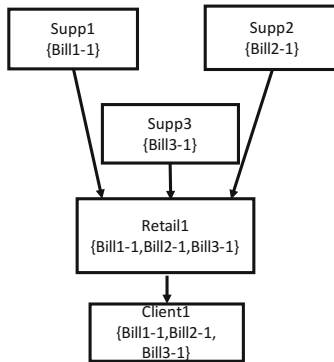 Supp1
{Bill1-1}
Supp2
{Bill2-1}
Supp3
{Bill3-1}
Retail1
{Bill1-1,Bill2-1,Bill3-1}
Client1
{Bill1-1,Bill2-1,
Bill3-1}